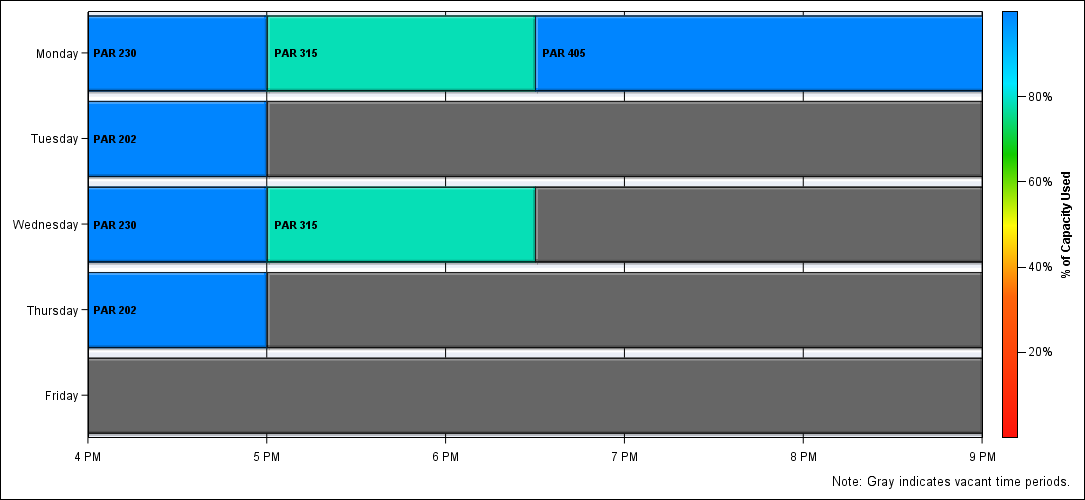 Monday
PAR 230
PAR 315
PAR 405
Tuesday
PAR 202
Wednesday
PAR 230
PAR 315
Thursday
PAR 202
Friday
4 PM
5 PM
6 PM
7 PM
8 PM
9 PM
80%
60%
40%
20%
% of Capacity Used
Note: Gray indicates vacant time periods.